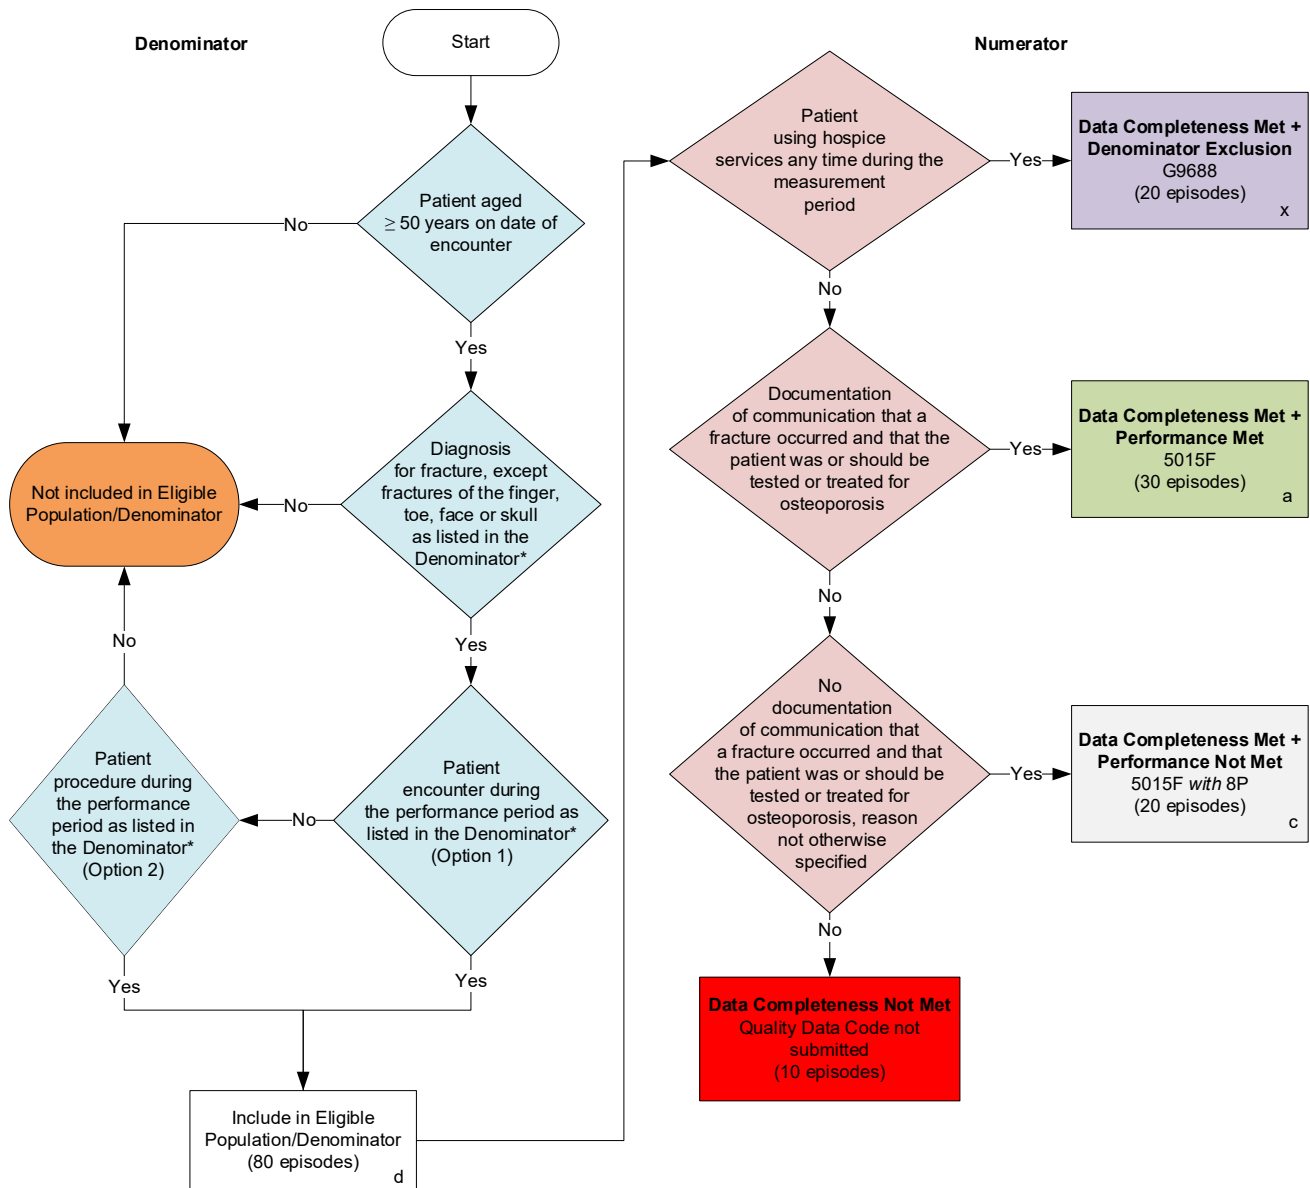 Denominator
Start
Patient aged
≥ 50 years on date of
encounter
No
Yes
Diagnosis
for fracture, except
fractures of the finger,
toe, face or skull
as listed in the
Denominator*
No
Not included in Eligible
Population/Denominator
Yes
No
Patient
encounter during
the performance period as
listed in the Denominator*
(Option 1)
No
Patient
procedure during
the performance
period as listed in
the Denominator*
(Option 2)
Yes
Yes
Include in Eligible
Population/Denominator
(80 episodes)
d
Numerator
Patient
using hospice
services any time during the
measurement
period
Yes
Data Completeness Met +
Denominator Exclusion
G9688
(20 episodes)
x
No
Documentation
of communication that a
fracture occurred and that the
patient was or should be
tested or treated for
osteoporosis
Yes
Data Completeness Met +
Performance Met
5015F
(30 episodes)
a
No
No
documentation
of communication that
a fracture occurred and that
the patient was or should be
tested or treated for
osteoporosis, reason
not otherwise
specified
Yes
Data Completeness Met +
Performance Not Met
5015F with 8P
(20 episodes)
c
No
Data Completeness Not Met
Quality Data Code not
submitted
(10 episodes)